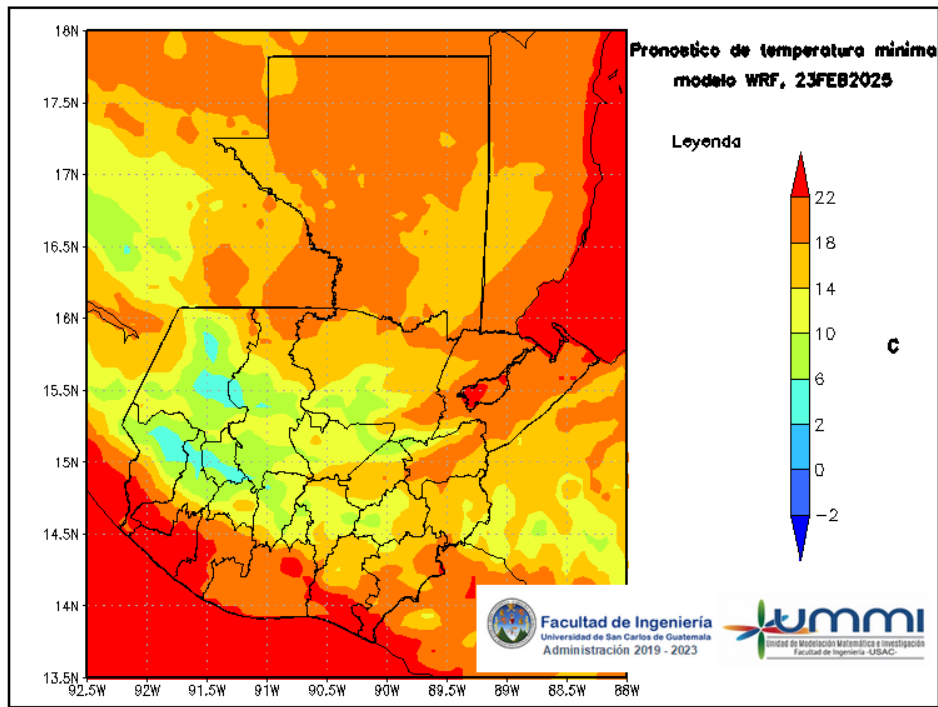 Pronostico de temperatura minima
modelo WRF, 23FEB2025
Leyenda
22
18
14
10
6
2
0
−2
C
18N
17.5N
17N
16.5N
16N
15.5N
15N
14.5N
14N
13.5N
92.5W
92W
91.5W
91W
90.5W
90W
89.5W
89W
88.5W
88W
Facultad de Ingeniería
Universidad de San Carlos de Guatemala
Administración 2019 - 2023
UMMI
Unidad de Modelación Matemática e Investigación
Facultad de Ingeniería -USAC-